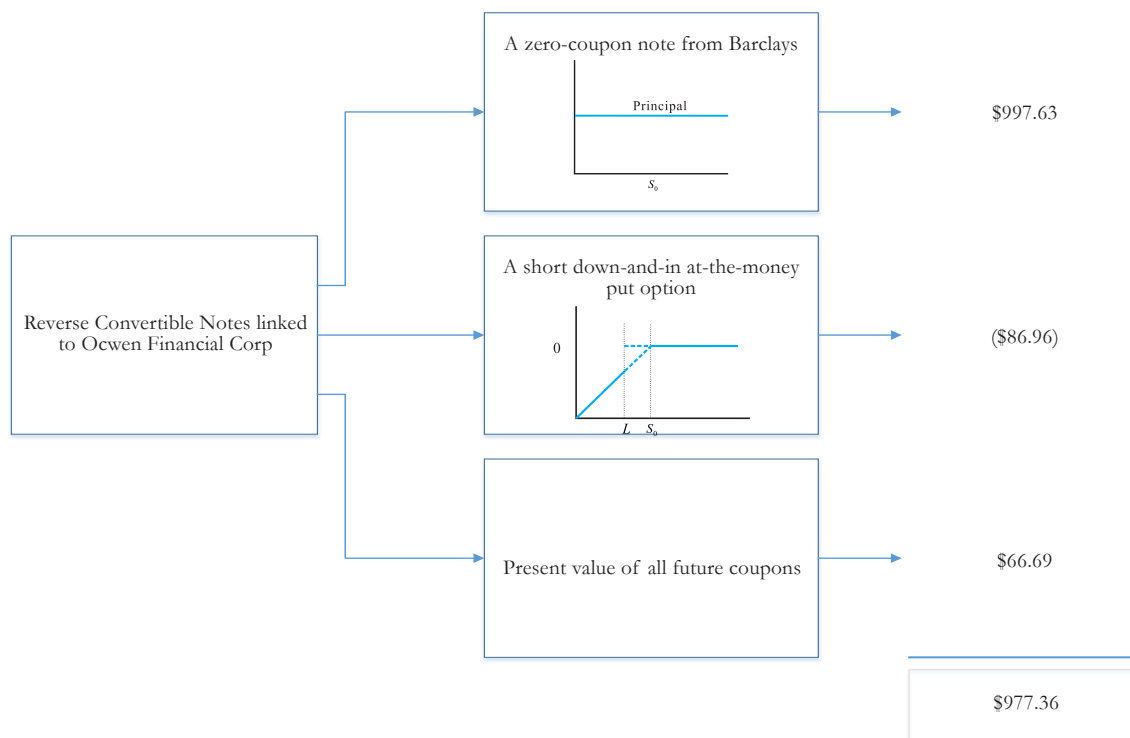 A zero-coupon note from Barclays
Principal
S0
$997.63
Reverse Convertible Notes linked
to Ocwen Financial Corp
A short down-and-in at-the-money
put option
0
L S0
($86.96)
Present value of all future coupons
$66.69
$977.36